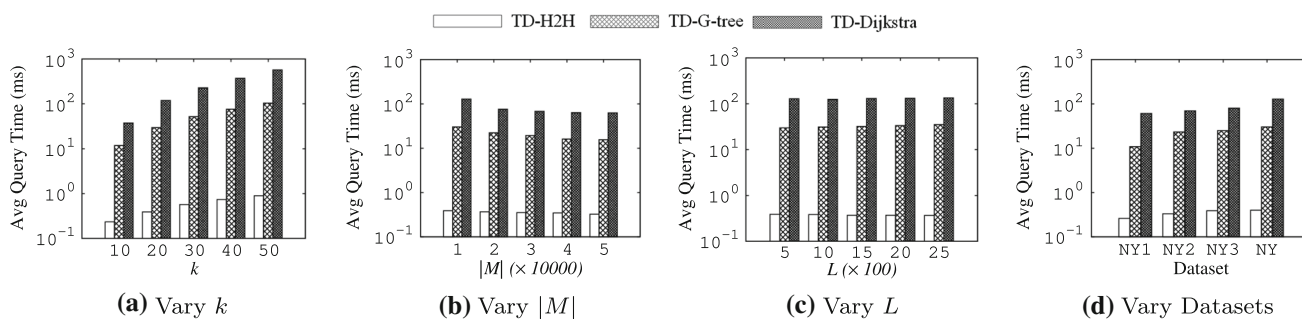 TD-H2H TD-G-tree TD-Dijkstra
Avg Query Time (ms)
10^3
10^2
10^1
10^0
10^-1
10 20 30 40 50
k
(a) Vary k
Avg Query Time (ms)
10^3
10^2
10^1
10^0
10^-1
1 2 3 4 5
|M| (× 10000)
(b) Vary |M|
Avg Query Time (ms)
10^3
10^2
10^1
10^0
10^-1
5 10 15 20 25
L (× 100)
(c) Vary L
Avg Query Time (ms)
10^3
10^2
10^1
10^0
10^-1
NY1 NY2 NY3 NY
Dataset
(d) Vary Datasets